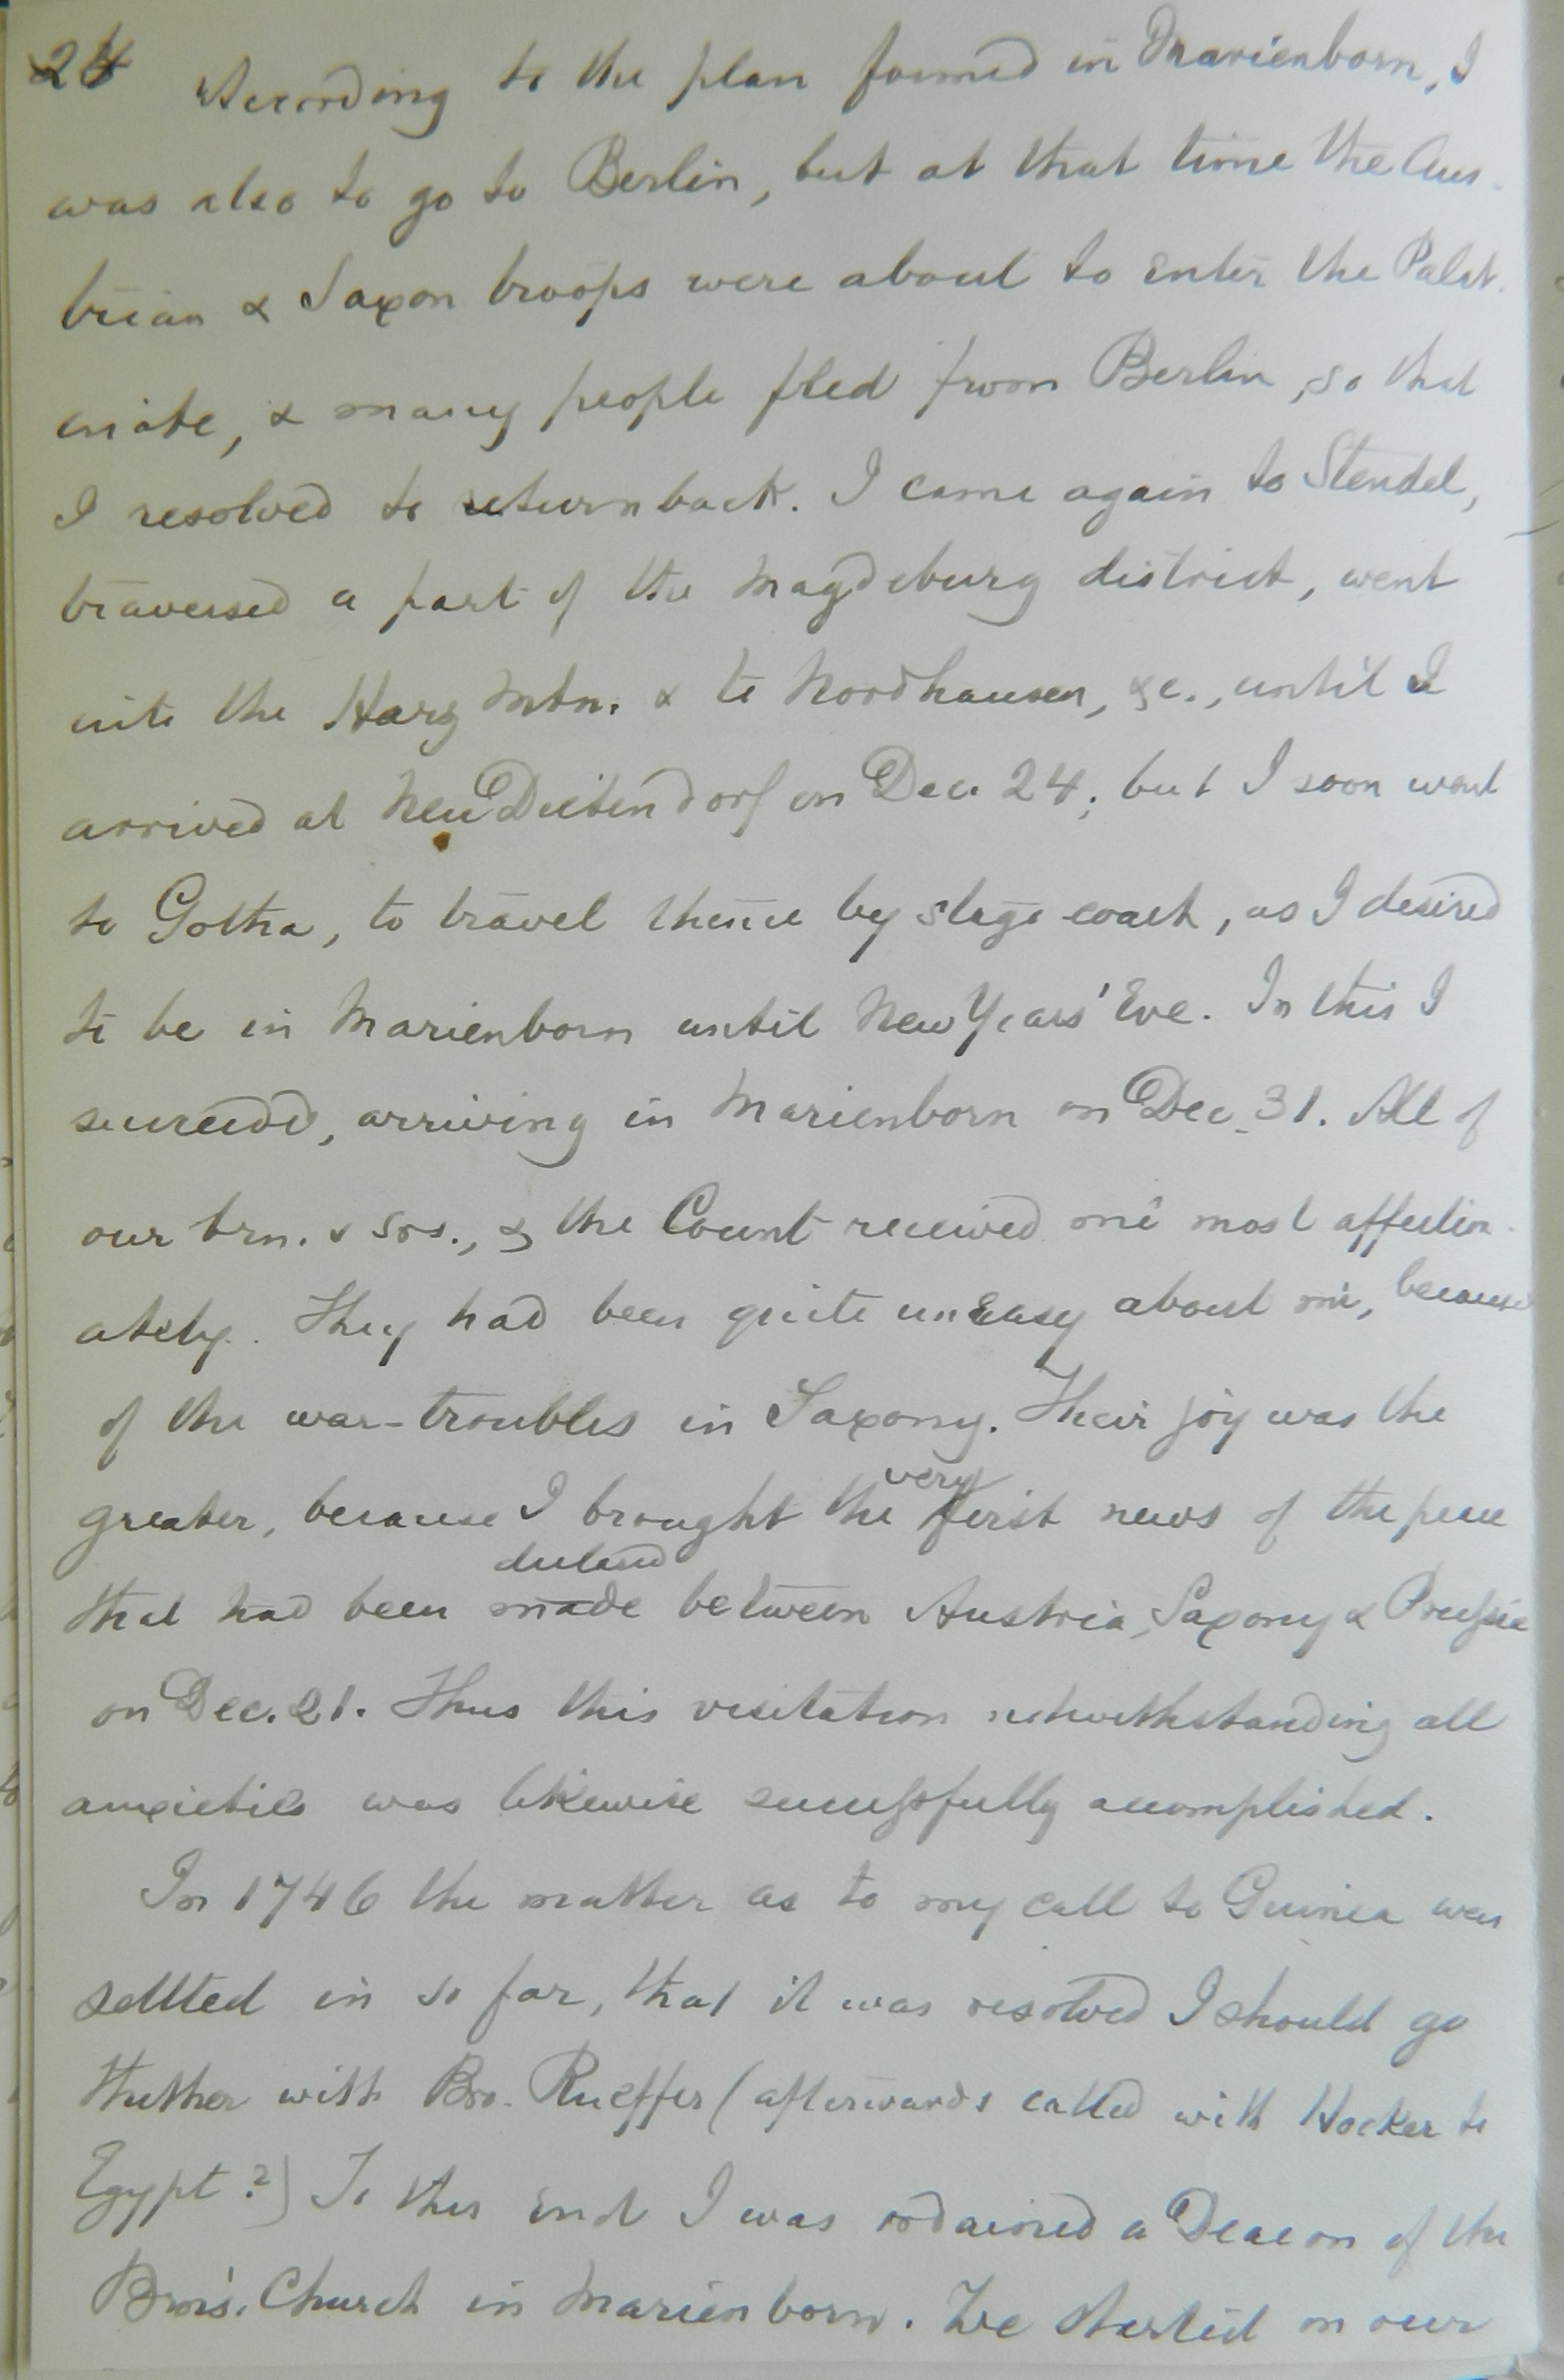 24 According to the plan formed in Marienborn, I
was also to go to Berlin, but at that time the Aus-
trian & Saxon troops were about to enter the Palat-
inate, & many people fled from Berlin, so that
I resolved to return back. I came again to Stendel,
traversed a part of the Magdeburg district, went
into the Harz Mtn. & to Nordhausen, &c., until I
arrived at Neu Dietendorf on Dec. 24; but I soon went
to Gotha, to travel thence by stage coach, as I desired
to be in Marienborn until New Years' Eve. In this I
succeeded, arriving in Marienborn on Dec. 31. All of
our brn. & srs., & the Count received me most affection-
ately. They had been quite uneasy about me, because
of the war-troubles in Saxony. Their joy was the
greater, because I brought the very first news of the peace
that had been made declared between Austria, Saxony & Prussia
on Dec. 21. Thus this visitation notwithstanding all
anxieties was likewise successfully accomplished.
In 1746 the matter as to my call to Guinea was
settled in so far, that it was resolved I should go
thither with Bro. Rueffer (afterwards called with Hocker to
Egypt?) To this end I was ordained a Deacon of the
Brn's. Church in Marienborn. We started on our